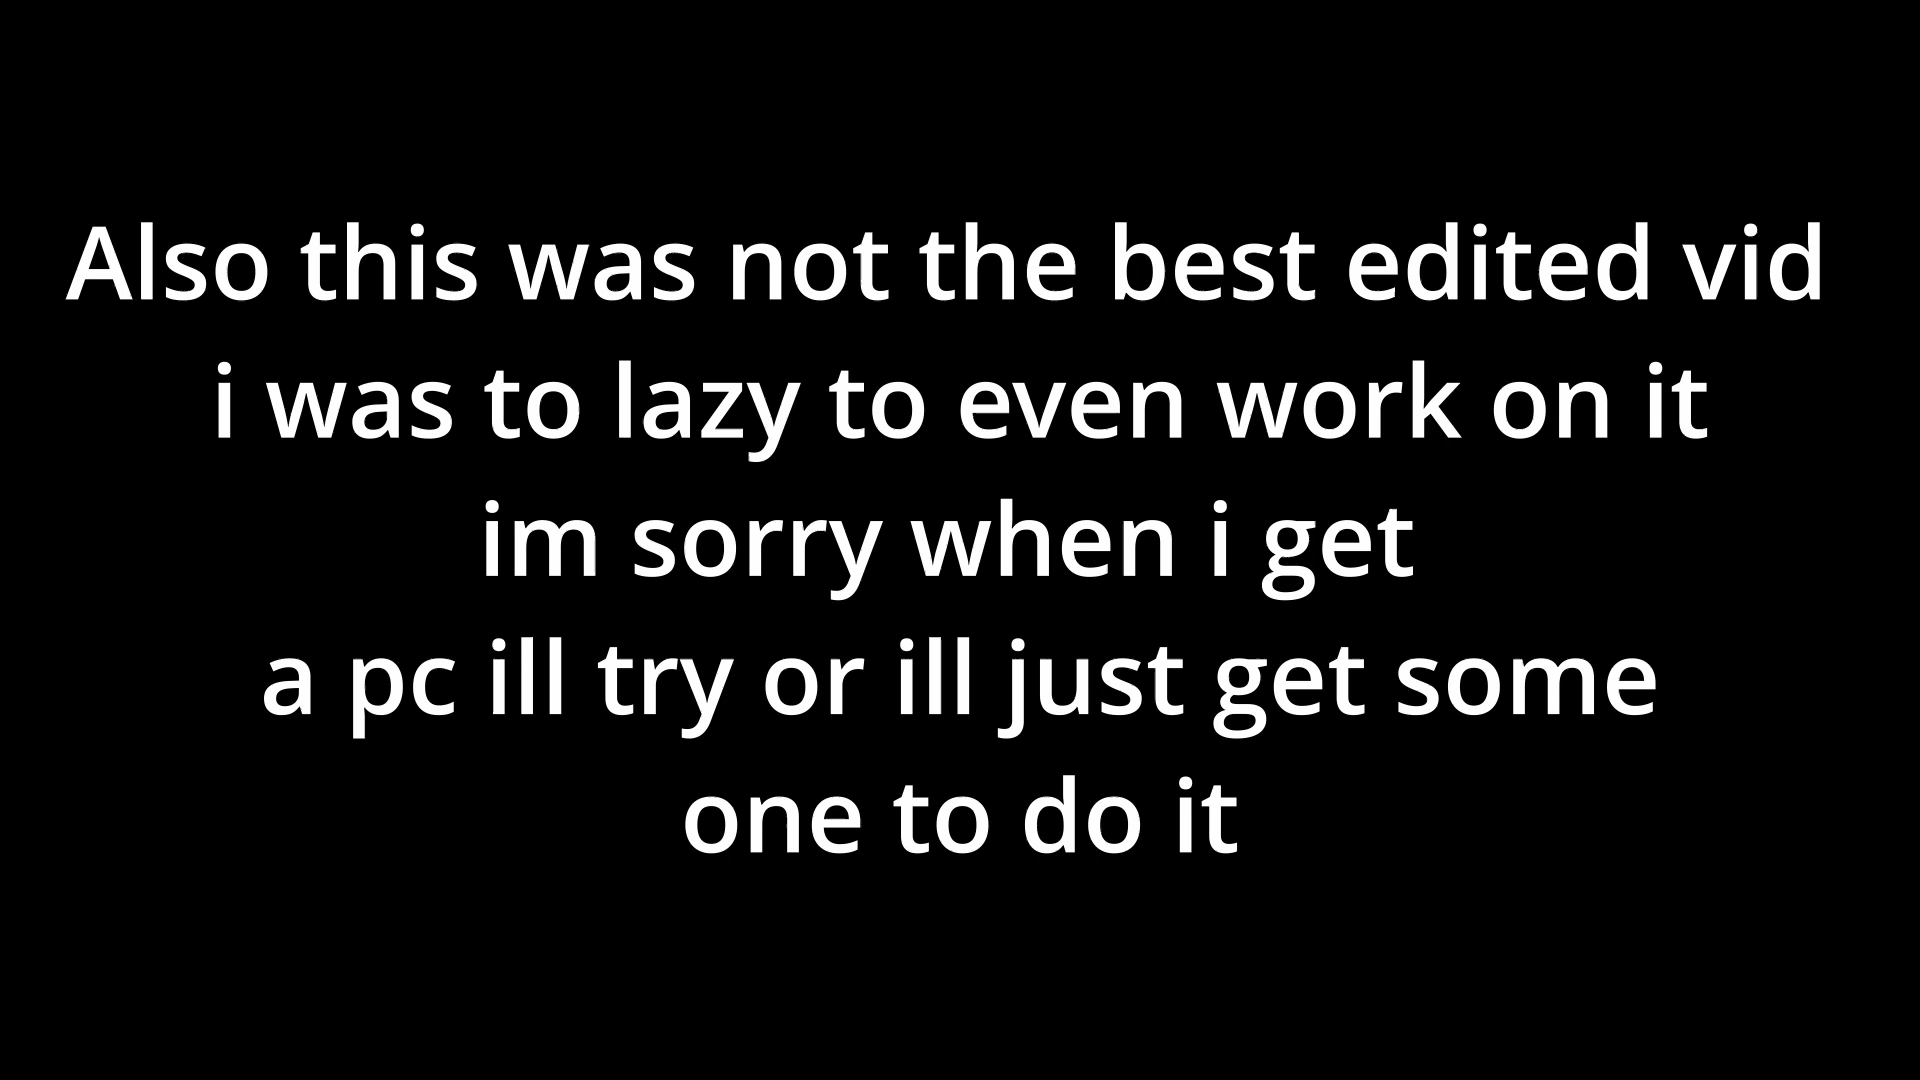 Also this was not the best edited vid
i was to lazy to even work on it
im sorry when i get
a pc ill try or ill just get some
one to do it